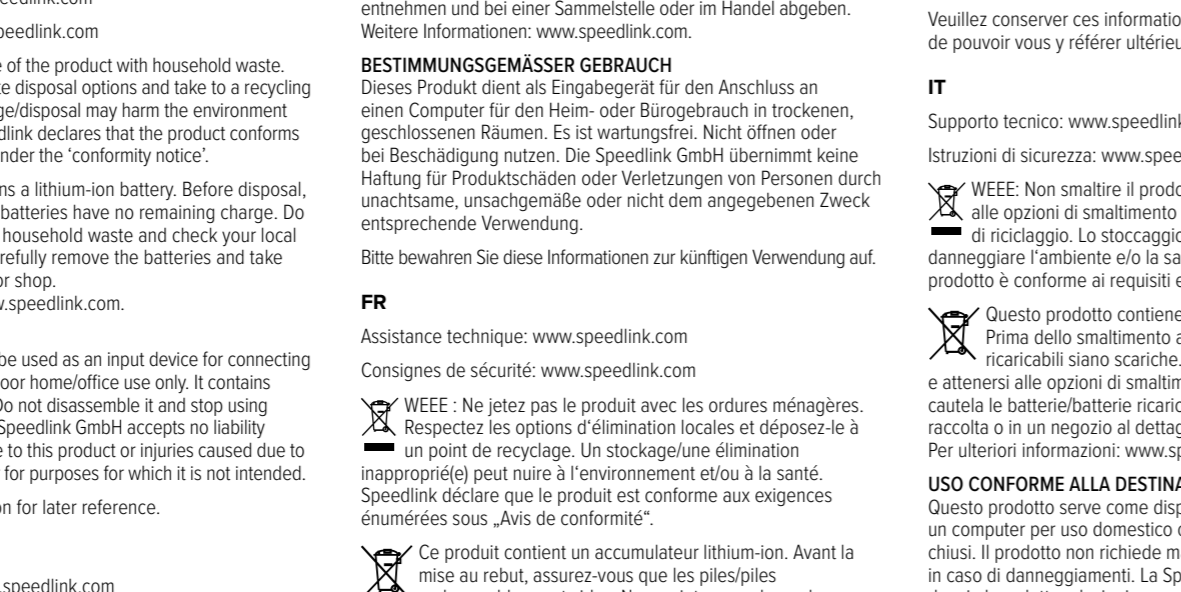 speedlink.com
of the product with household waste.
disposal options and take to a recycling
ge/disposal may harm the environment
dlink declares that the product conforms
under the ‘conformity notice’.
ns a lithium-ion battery. Before disposal,
batteries have no remaining charge. Do
household waste and check your local
refully remove the batteries and take
or shop.
.speedlink.com.
be used as an input device for connecting
oor home/office use only. It contains
Do not disassemble it and stop using
Speedlink GmbH accepts no liability
e to this product or injuries caused due to
for purposes for which it is not intended.
on for later reference.
.speedlink.com
entnehmen und bei einer Sammelstelle oder im Handel abgeben.
Weitere Informationen: www.speedlink.com.
BESTIMMUNGSGEMÄSSER GEBRAUCH
Dieses Produkt dient als Eingabegerät für den Anschluss an
einen Computer für den Heim- oder Bürogebrauch in trockenen,
geschlossenen Räumen. Es ist wartungsfrei. Nicht öffnen oder
bei Beschädigung nutzen. Die Speedlink GmbH übernimmt keine
Haftung für Produktschäden oder Verletzungen von Personen durch
unachtsame, unsachgemäße oder nicht dem angegebenen Zweck
entsprechende Verwendung.
Bitte bewahren Sie diese Informationen zur künftigen Verwendung auf.
FR
Assistance technique: www.speedlink.com
Consignes de sécurité: www.speedlink.com
WEEE : Ne jetez pas le produit avec les ordures ménagères.
Respectez les options d‘élimination locales et déposez-le à
un point de recyclage. Un stockage/une élimination
inapproprié(e) peut nuire à l‘environnement et/ou à la santé.
Speedlink déclare que le produit est conforme aux exigences
énumérées sous „Avis de conformité“.
Ce produit contient un accumulateur lithium-ion. Avant la
mise au rebut, assurez-vous que les piles/piles
Veuillez conserver ces informatio
de pouvoir vous y référer ultérieu
IT
Supporto tecnico: www.speedlink
Istruzioni di sicurezza: www.spee
WEEE: Non smaltire il prodo
alle opzioni di smaltimento
di riciclaggio. Lo stoccaggio
danneggiare l‘ambiente e/o la sa
prodotto è conforme ai requisiti e
Questo prodotto contiene
Prima dello smaltimento a
ricaricabili siano scariche.
e attenersi alle opzioni di smaltim
cautela le batterie/batterie ricaric
raccolta o in un negozio al dettag
Per ulteriori informazioni: www.sp
USO CONFORME ALLA DESTINA
Questo prodotto serve come disp
un computer per uso domestico o
chiusi. Il prodotto non richiede ma
in caso di danneggiamenti. La Sp